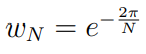 $w_N = e^{-\frac{2\pi}{N}}$